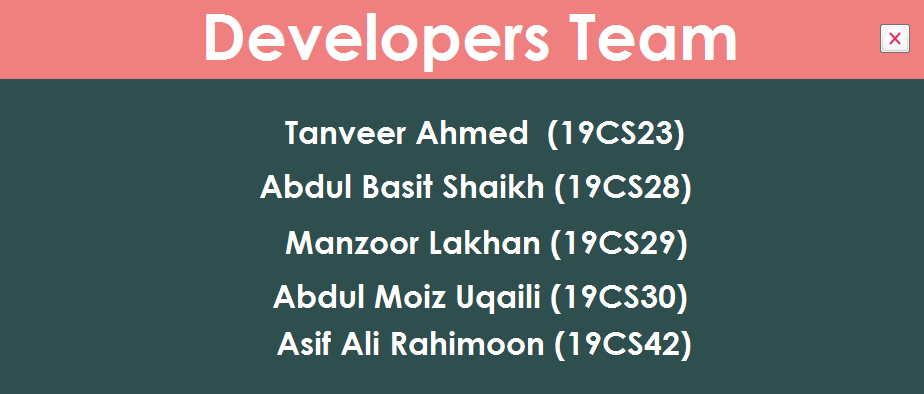 Developers Team
Tanveer Ahmed  (19CS23)
Abdul Basit Shaikh (19CS28)
Manzoor Lakhan (19CS29)
Abdul Moiz Uqaili (19CS30)
Asif Ali Rahimoon (19CS42)